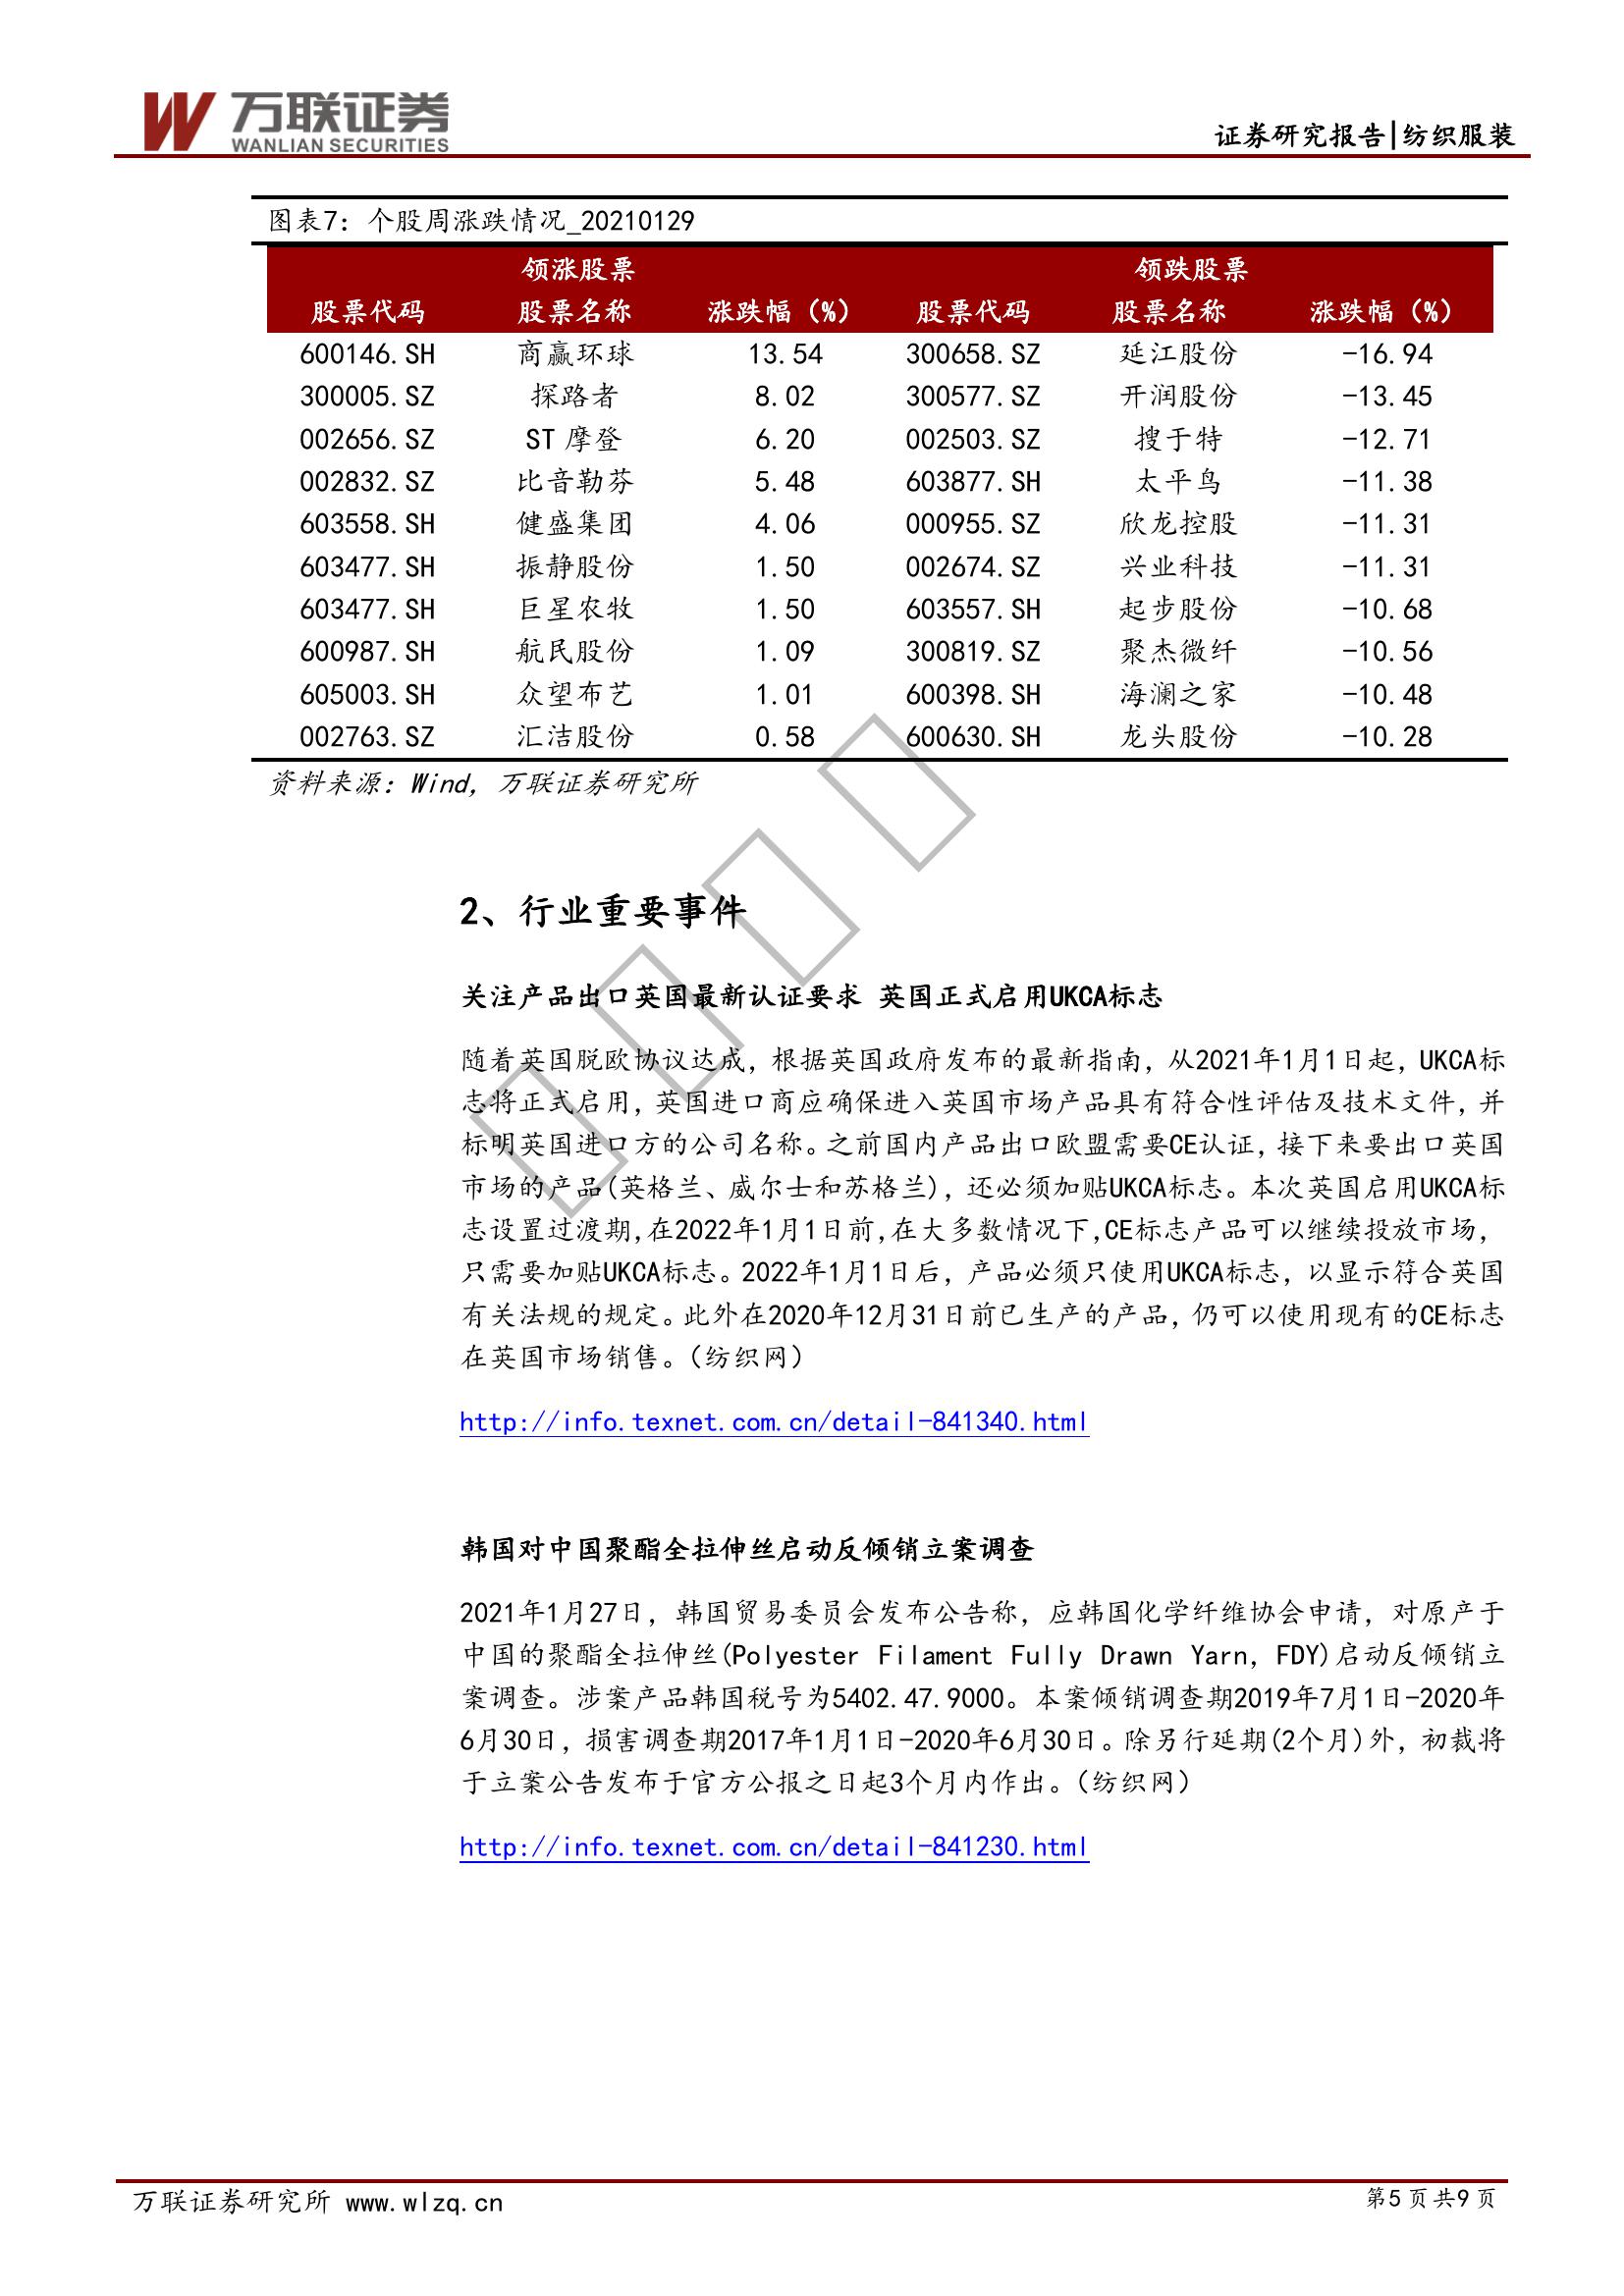 万联证券
WANLIAN SECURITIES
证券研究报告|纺织服装
图表7：个股周涨跌情况_20210129
领涨股票 领跌股票
股票代码 股票名称 涨跌幅（%） 股票代码 股票名称 涨跌幅（%）
600146.SH 商赢环球 13.54 300658.SZ 延江股份 -16.94
300005.SZ 探路者 8.02 300577.SZ 开润股份 -13.45
002656.SZ ST摩登 6.20 002503.SZ 搜于特 -12.71
002832.SZ 比音勒芬 5.48 603877.SH 太平鸟 -11.38
603558.SH 健盛集团 4.06 000955.SZ 欣龙控股 -11.31
603477.SH 振静股份 1.50 002674.SZ 兴业科技 -11.31
603477.SH 巨星农牧 1.50 603557.SH 起步股份 -10.68
600987.SH 航民股份 1.09 300819.SZ 聚杰微纤 -10.56
605003.SH 众望布艺 1.01 600398.SH 海澜之家 -10.48
002763.SZ 汇洁股份 0.58 600630.SH 龙头股份 -10.28
资料来源：Wind，万联证券研究所
2、行业重要事件
关注产品出口英国最新认证要求 英国正式启用UKCA标志
随着英国脱欧协议达成，根据英国政府发布的最新指南，从2021年1月1日起，UKCA标
志将正式启用，英国进口商应确保进入英国市场产品具有符合性评估及技术文件，并
标明英国进口方的公司名称。之前国内产品出口欧盟需要CE认证，接下来要出口英国
市场的产品(英格兰、威尔士和苏格兰)，还必须加贴UKCA标志。本次英国启用UKCA标
志设置过渡期,在2022年1月1日前,在大多数情况下,CE标志产品可以继续投放市场，
只需要加贴UKCA标志。2022年1月1日后，产品必须只使用UKCA标志，以显示符合英国
有关法规的规定。此外在2020年12月31日前已生产的产品，仍可以使用现有的CE标志
在英国市场销售。（纺织网）
http://info.texnet.com.cn/detail-841340.html
韩国对中国聚酯全拉伸丝启动反倾销立案调查
2021年1月27日，韩国贸易委员会发布公告称，应韩国化学纤维协会申请，对原产于
中国的聚酯全拉伸丝(Polyester Filament Fully Drawn Yarn，FDY)启动反倾销立
案调查。涉案产品韩国税号为5402.47.9000。本案倾销调查期2019年7月1日-2020年
6月30日，损害调查期2017年1月1日-2020年6月30日。除另行延期(2个月)外，初裁将
于立案公告发布于官方公报之日起3个月内作出。（纺织网）
http://info.texnet.com.cn/detail-841230.html
万联证券研究所 www.wlzq.cn
第5页共9页